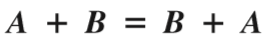 A + B = B + A